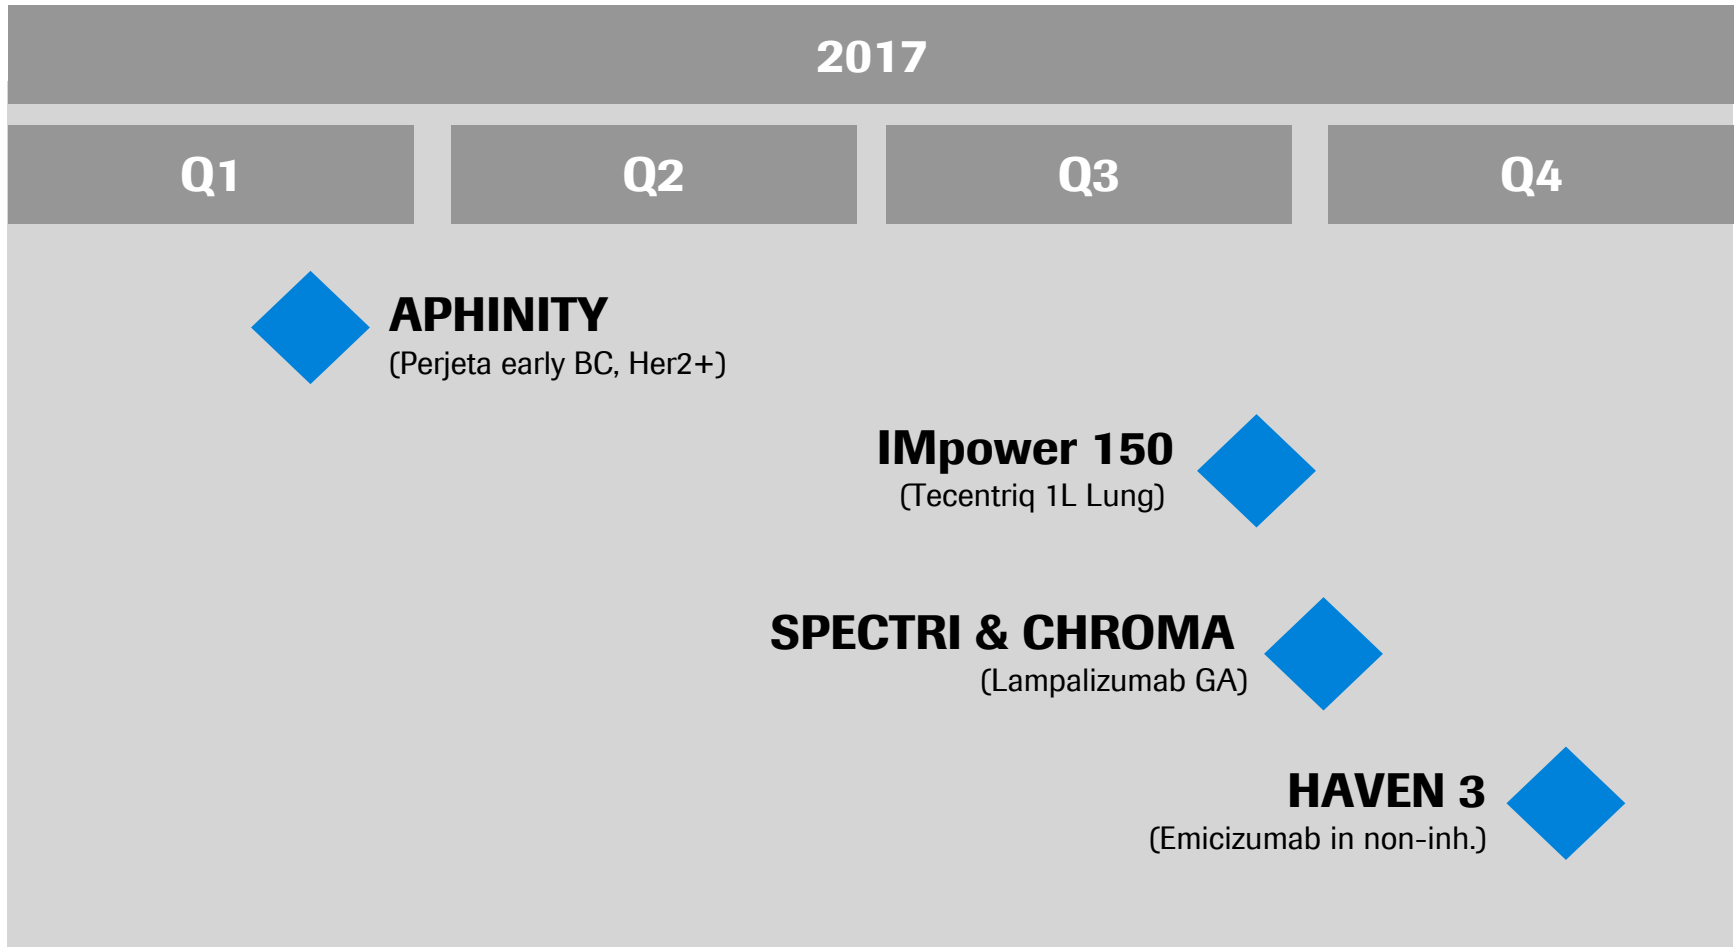 2017
Q1 Q2 Q3 Q4
APHINITY
(Perjeta early BC, Her2+)
IMpower 150
(Tecentriq 1L Lung)
SPECTRI & CHROMA
(Lampalizumab GA)
HAVEN 3
(Emicizumab in non-inh.)